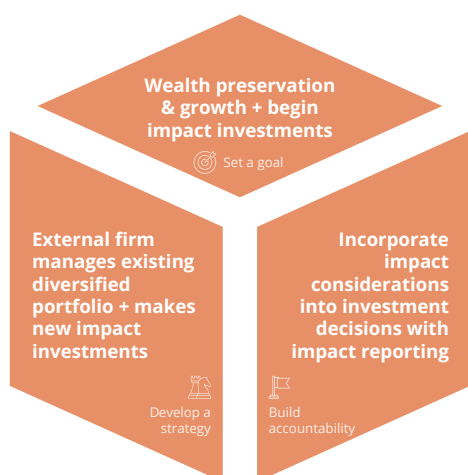 Wealth preservation
& growth + begin
impact investments
Set a goal
External firm
manages existing
diversified
portfolio + makes
new impact
investments
Develop a
strategy
Incorporate
impact
considerations
into investment
decisions with
impact reporting
Build
accountability